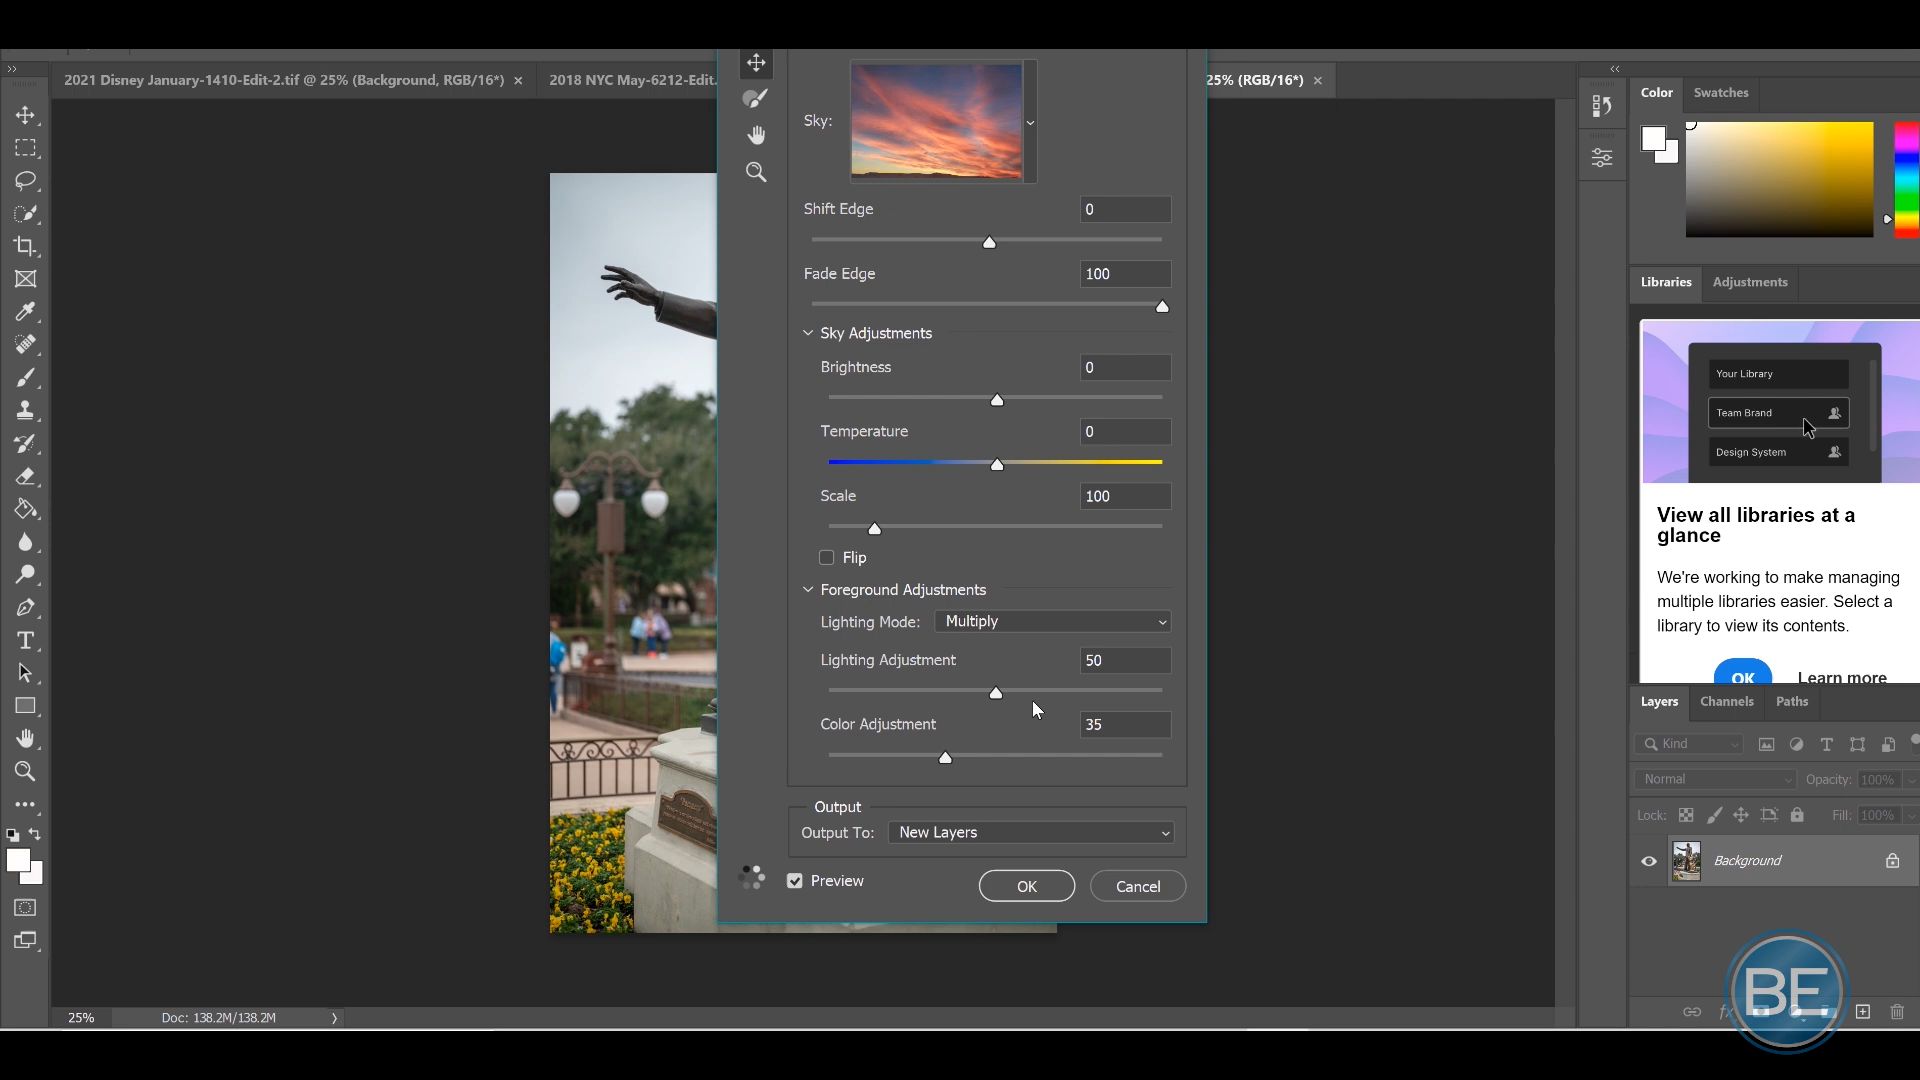 2021 Disney January-1410-Edit-2.tif @ 25% (Background, RGB/16*) ×
2018 NYC May-6212-Edit.
25% (RGB/16*) ×
Sky:
Shift Edge 0
Fade Edge 100
Sky Adjustments
Brightness 0
Temperature 0
Scale 100
Flip
Foreground Adjustments
Lighting Mode: Multiply
Lighting Adjustment 50
Color Adjustment 35
Output
Output To: New Layers
Preview
OK
Cancel
25%
Doc: 138.2M/138.2M
Color
Swatches
Libraries
Adjustments
Your Library
Team Brand
Design System
View all libraries at a
glance
We're working to make managing
multiple libraries easier. Select a
library to view its contents.
OK
Learn more
Layers
Channels
Paths
Kind
Normal
Opacity: 100%
Lock:
Fill: 100%
Background
BE